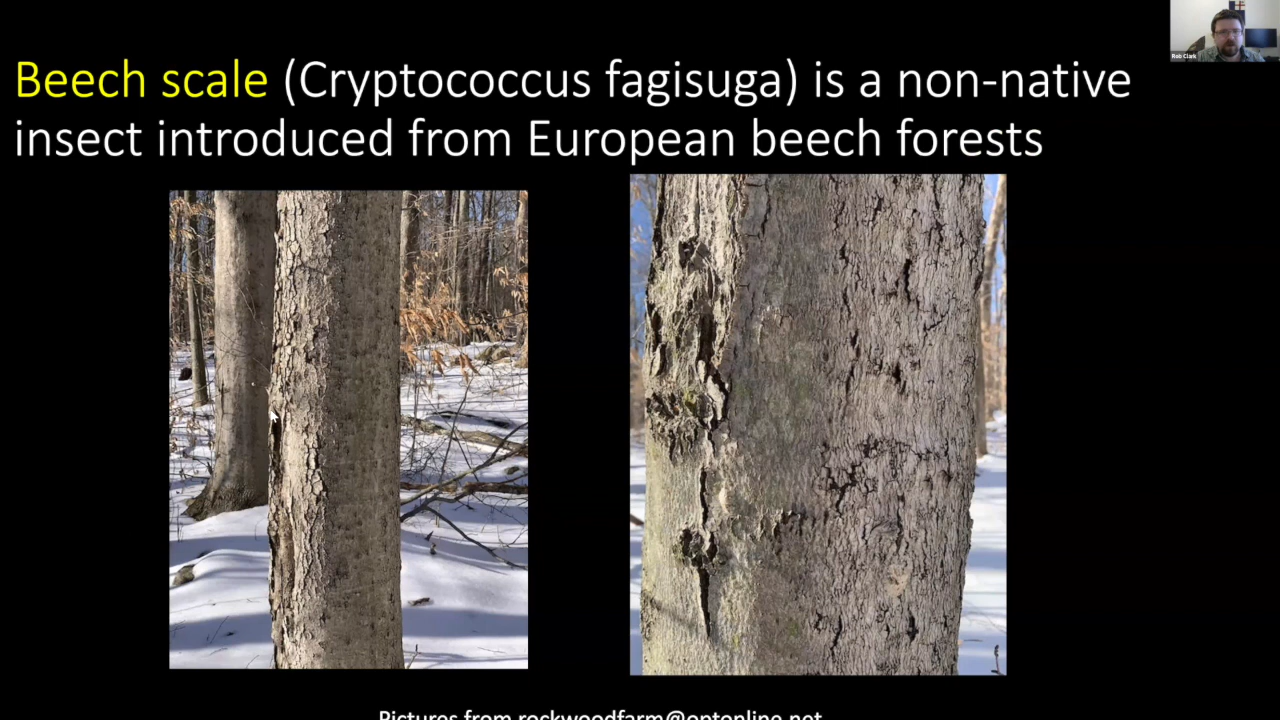 Rob Clark
Beech scale (Cryptococcus fagisuga) is a non-native
insect introduced from European beech forests
Pictures from rockwoodfarm@optonline.net